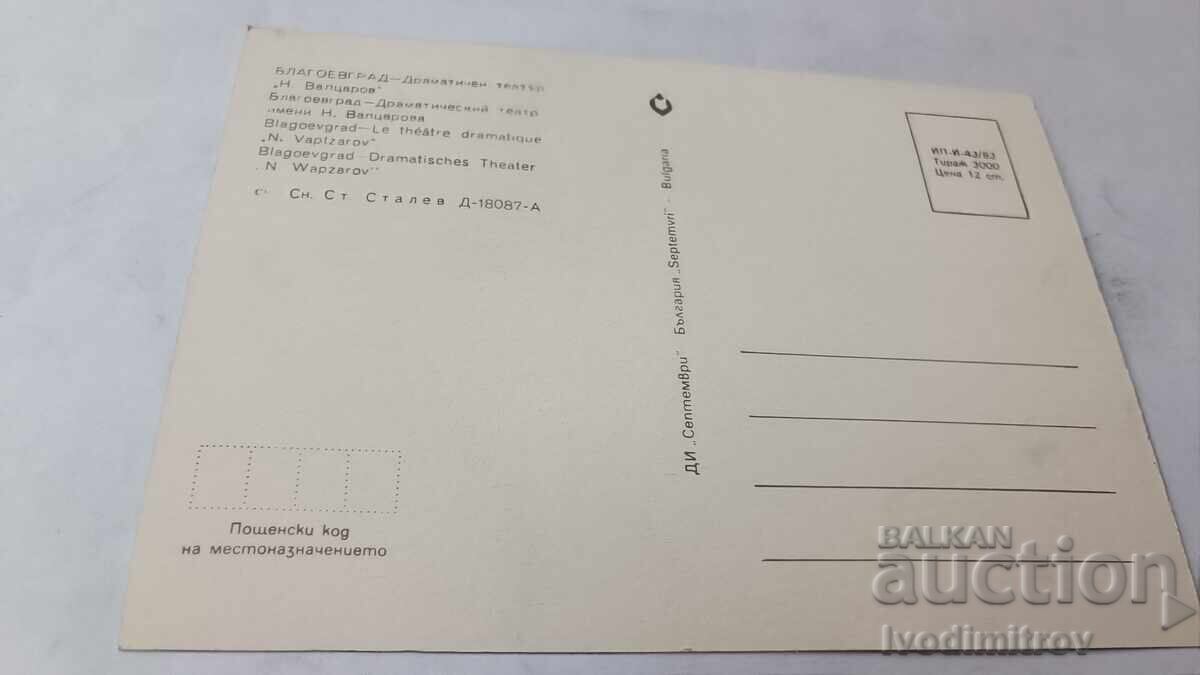 БЛАГОЕВГРАД—Драматичен театър
„Н. Вапцаров"
Благоевград—Драматический театр
имени Н. Вапцарова
Blagoevgrad—Le théâtre dramatique
„N. Vaptzarov"
Blagoevgrad—Dramatisches Theater
„N Wapzarov"
Сн. Ст. Сталев Д-18087-А
ДИ „Септември" България „Septemvri" - Bulgaria
ИП-И-43/83
Тираж 3000
Цена 12 ст.
Пощенски код
на местоназначението
BALKAN
auction
Ivodimitrov